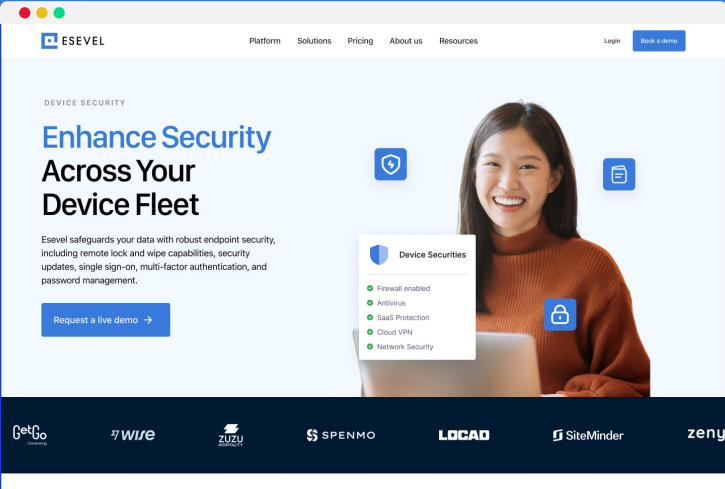 ESEVEL
Platform Solutions Pricing About us Resources
Login Book a demo
DEVICE SECURITY
Enhance Security
Across Your
Device Fleet
Esevel safeguards your data with robust endpoint security,
including remote lock and wipe capabilities, security
updates, single sign-on, multi-factor authentication, and
password management.
Request a live demo →
Device Securities
Firewall enabled
Antivirus
SaaS Protection
Cloud VPN
Network Security
GetGo
Carsharing
WISE
ZUZU
HOSPITALITY
SPENMO
LOCAD
SiteMinder
zeny